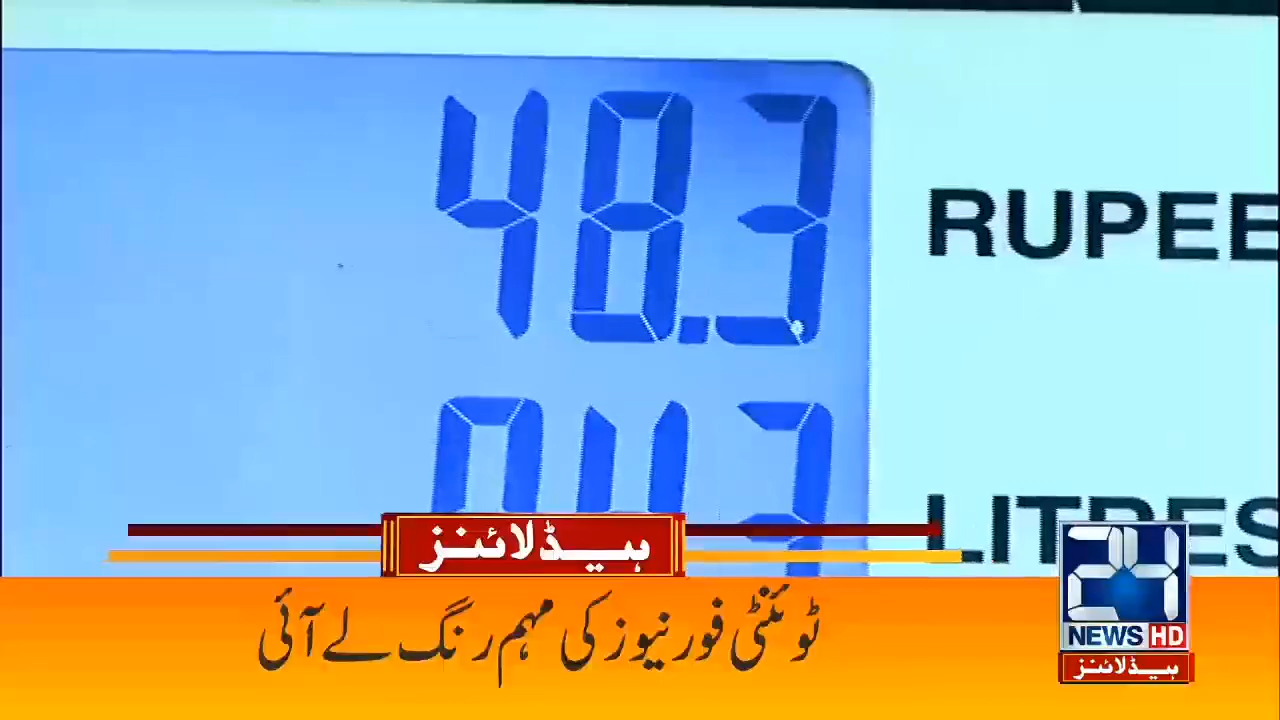 48.3
RUPEE
LITRES
ہیڈلائنز
ٹوئنٹی فور نیوز کی مہم رنگ لے آئی
24
NEWS HD
ہیڈلائنز